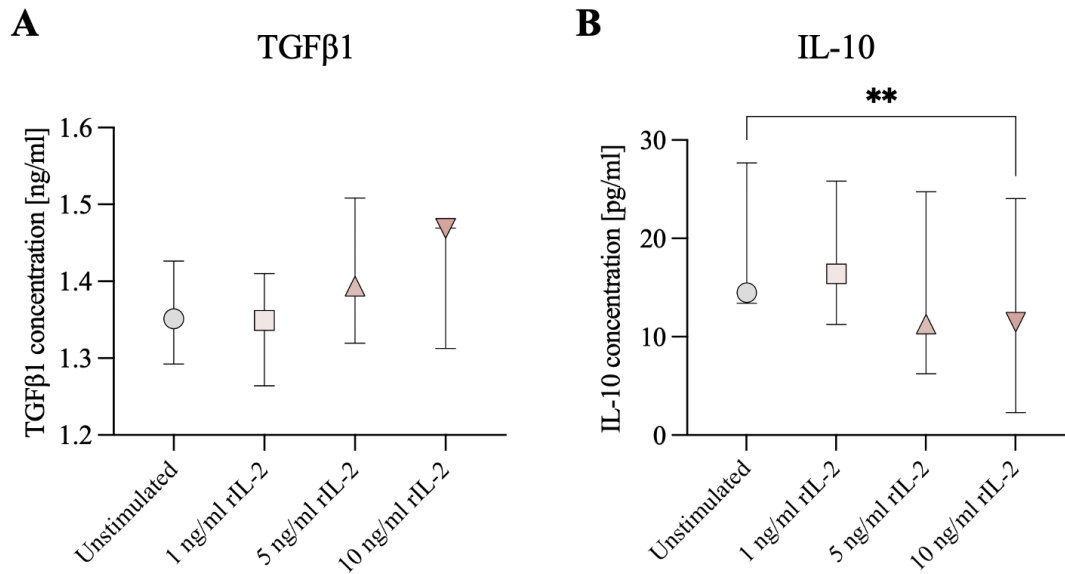 A
TGFβ1
TGFβ1 concentration [ng/ml]
1.6
1.5
1.4
1.3
1.2
Unstimulated
1 ng/ml rIL-2
5 ng/ml rIL-2
10 ng/ml rIL-2
B
IL-10
**
IL-10 concentration [pg/ml]
30
20
10
0
Unstimulated
1 ng/ml rIL-2
5 ng/ml rIL-2
10 ng/ml rIL-2